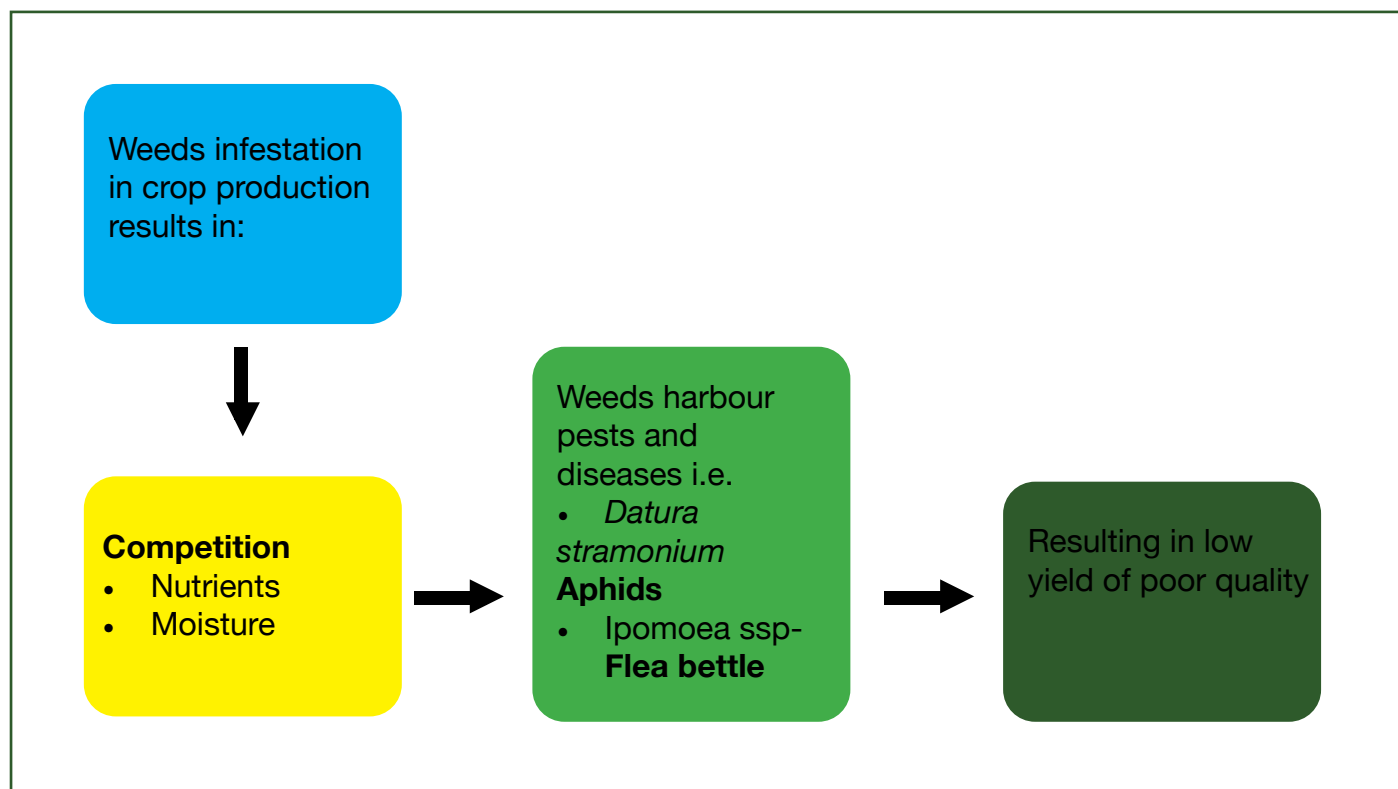 Weeds infestation
in crop production
results in:
Competition
• Nutrients
• Moisture
Weeds harbour
pests and
diseases i.e.
• Datura
stramonium
Aphids
• Ipomoea ssp-
Flea bettle
Resulting in low
yield of poor quality